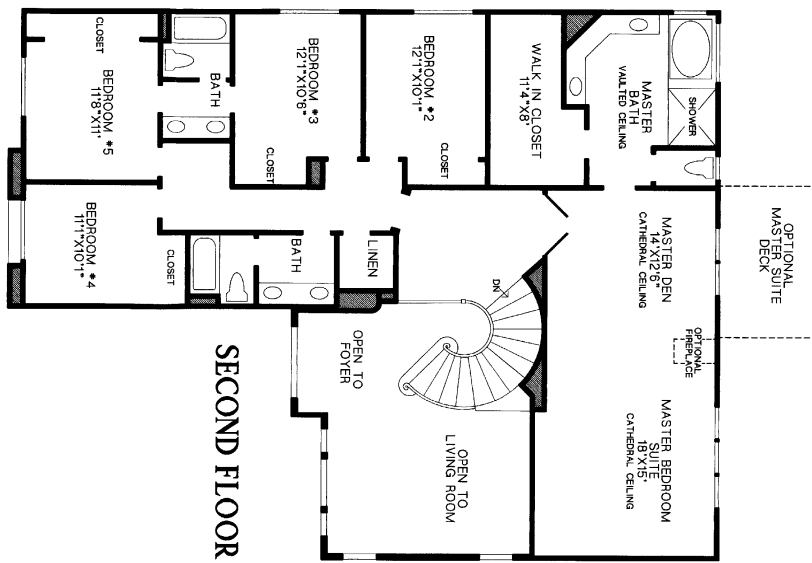 OPTIONAL
MASTER SUITE
DECK
MASTER
BATH
VAULTED CEILING
SHOWER
MASTER DEN
14'X12'6"
CATHEDRAL CEILING
OPTIONAL
FIREPLACE
MASTER BEDROOM
SUITE
18'X15'
CATHEDRAL CEILING
WALK IN CLOSET
11'4"X8'
DN
OPEN TO
LIVING ROOM
BEDROOM #2
12'1"X10'1"
CLOSET
LINEN
OPEN TO
FOYER
BEDROOM #3
12'1"X10'6"
CLOSET
BATH
BATH
CLOSET
BEDROOM #5
11'8"X11'
BEDROOM #4
11'1"X10'1"
CLOSET
SECOND FLOOR